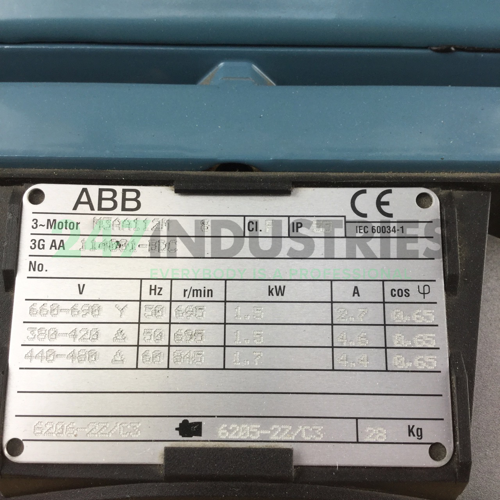 ABB
CE
3~Motor M3AA112M 8 Cl. IP IEC 60034-1
3G AA
INDUSTRIES
EVERYBODY IS A FRIEND
No.
V Hz r/min kW A cos φ
660-690 Y 50 695 1.5 2.7 0.65
380-420 Δ 50 695 1.5 4.6 0.65
440-480 Δ 60 845 1.7 4.4 0.65
6206-2Z/C3 6205-2Z/C3 28 Kg